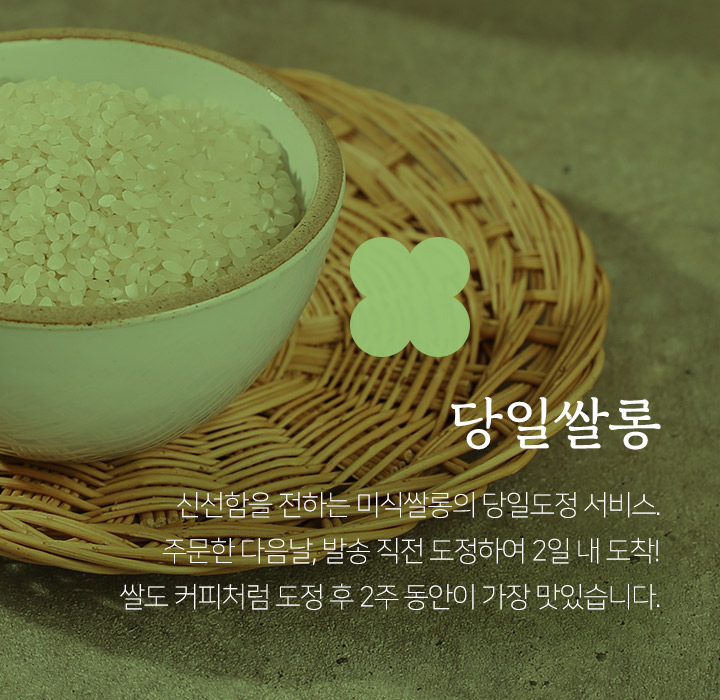 당일쌀롱
신선함을 전하는 미식쌀롱의 당일도정 서비스.
주문한 다음날, 발송 직전 도정하여 2일 내 도착!
쌀도 커피처럼 도정 후 2주 동안이 가장 맛있습니다.